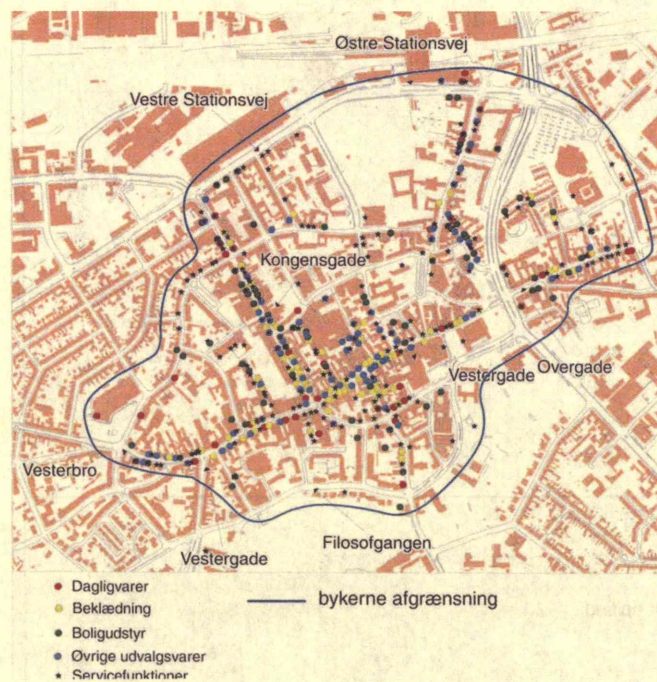 Østre Stationsvej
Vestre Stationsvej
Kongensgade
Vestergade
Overgade
Vesterbro
Filosofgangen
Vestergade
Dagligvarer
Beklædning
Boligudstyr
Øvrige udvalgsvarer
Servicefunktioner
bykerne afgrænsning